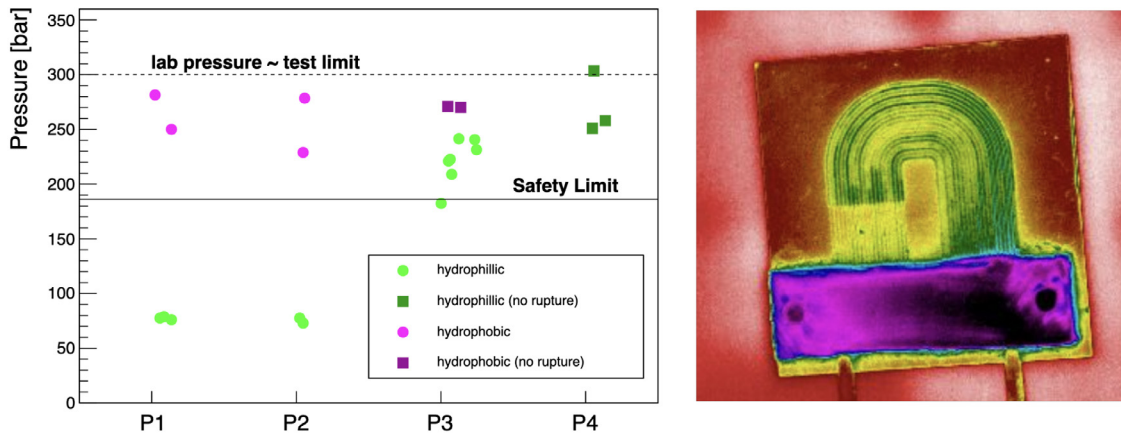 Pressure [bar]
350
300
250
200
150
100
50
0
lab pressure ~ test limit
Safety Limit
hydrophillic
hydrophillic (no rupture)
hydrophobic
hydrophobic (no rupture)
P1
P2
P3
P4